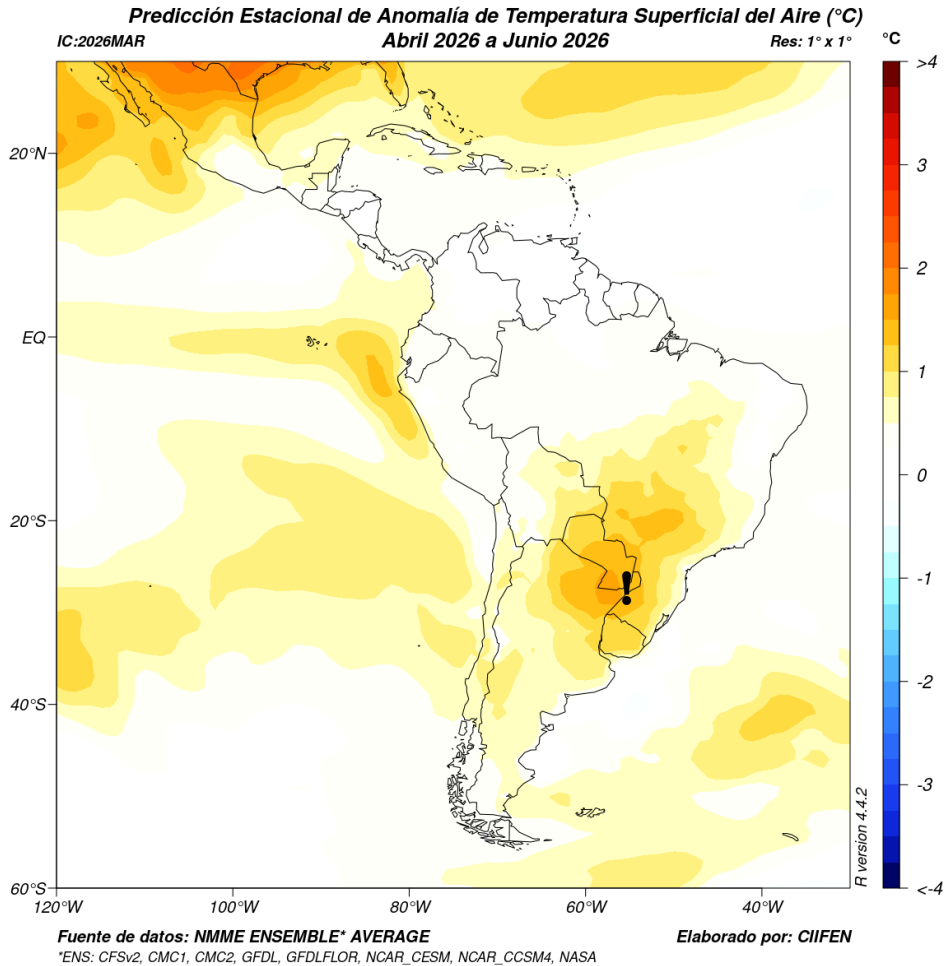 Predicción Estacional de Anomalía de Temperatura Superficial del Aire (°C)
IC:2026MAR
Abril 2026 a Junio 2026
Res: 1° x 1°
°C
>4
3
2
1
0
-1
-2
-3
<-4
20°N
EQ
20°S
40°S
60°S
120°W
100°W
80°W
60°W
40°W
!
R version 4.4.2
Fuente de datos: NMME ENSEMBLE* AVERAGE
Elaborado por: CIIFEN
*ENS: CFSv2, CMC1, CMC2, GFDL, GFDLFLOR, NCAR_CESM, NCAR_CCSM4, NASA